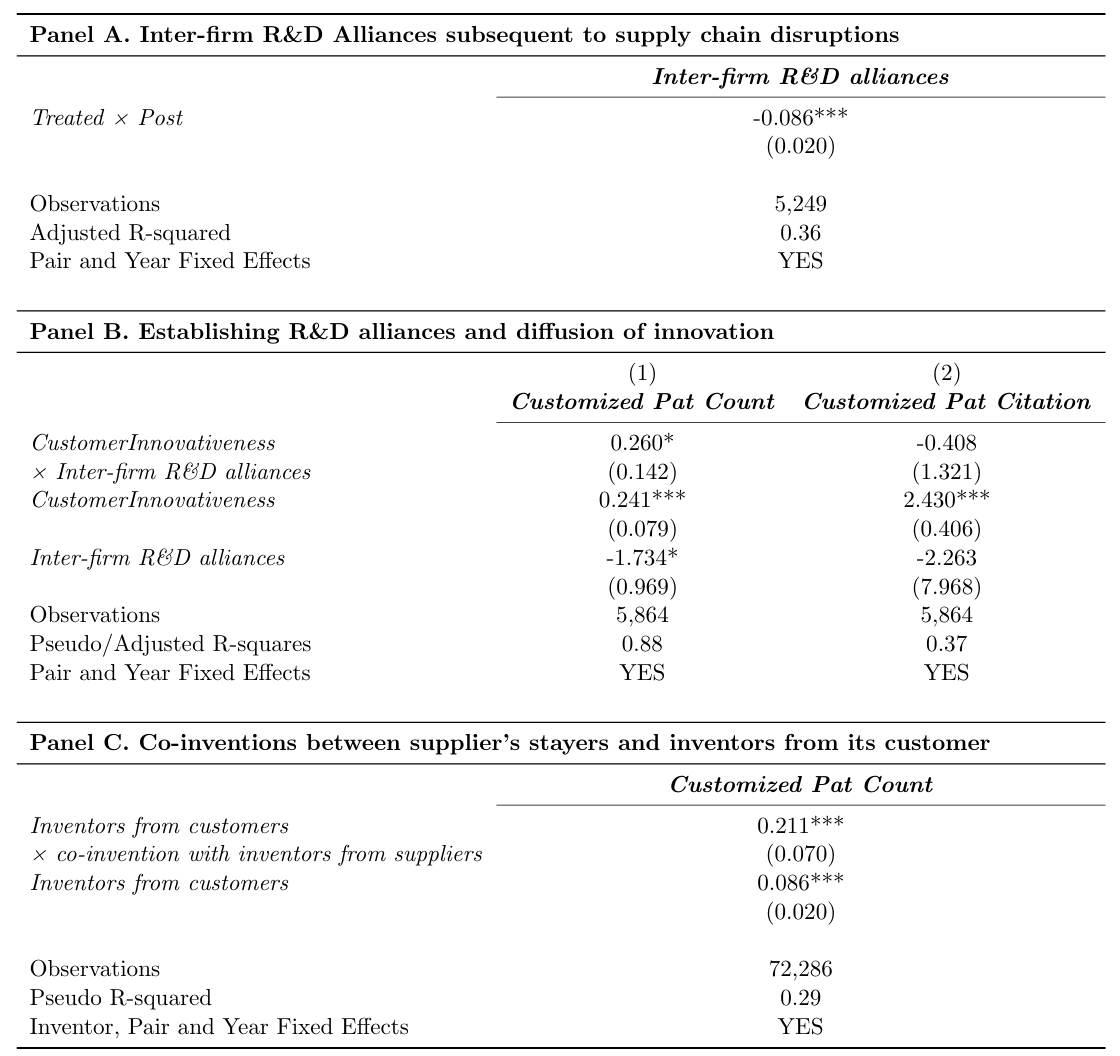 Panel A. Inter-firm R&D Alliances subsequent to supply chain disruptions
Inter-firm R&D alliances
Treated × Post -0.086***
(0.020)
Observations 5,249
Adjusted R-squared 0.36
Pair and Year Fixed Effects YES
Panel B. Establishing R&D alliances and diffusion of innovation
(1) (2)
Customized Pat Count Customized Pat Citation
CustomerInnovativeness 0.260* -0.408
× Inter-firm R&D alliances (0.142) (1.321)
CustomerInnovativeness 0.241*** 2.430***
(0.079) (0.406)
Inter-firm R&D alliances -1.734* -2.263
(0.969) (7.968)
Observations 5,864 5,864
Pseudo/Adjusted R-squares 0.88 0.37
Pair and Year Fixed Effects YES YES
Panel C. Co-inventions between supplier's stayers and inventors from its customer
Customized Pat Count
Inventors from customers 0.211***
× co-invention with inventors from suppliers (0.070)
Inventors from customers 0.086***
(0.020)
Observations 72,286
Pseudo R-squared 0.29
Inventor, Pair and Year Fixed Effects YES